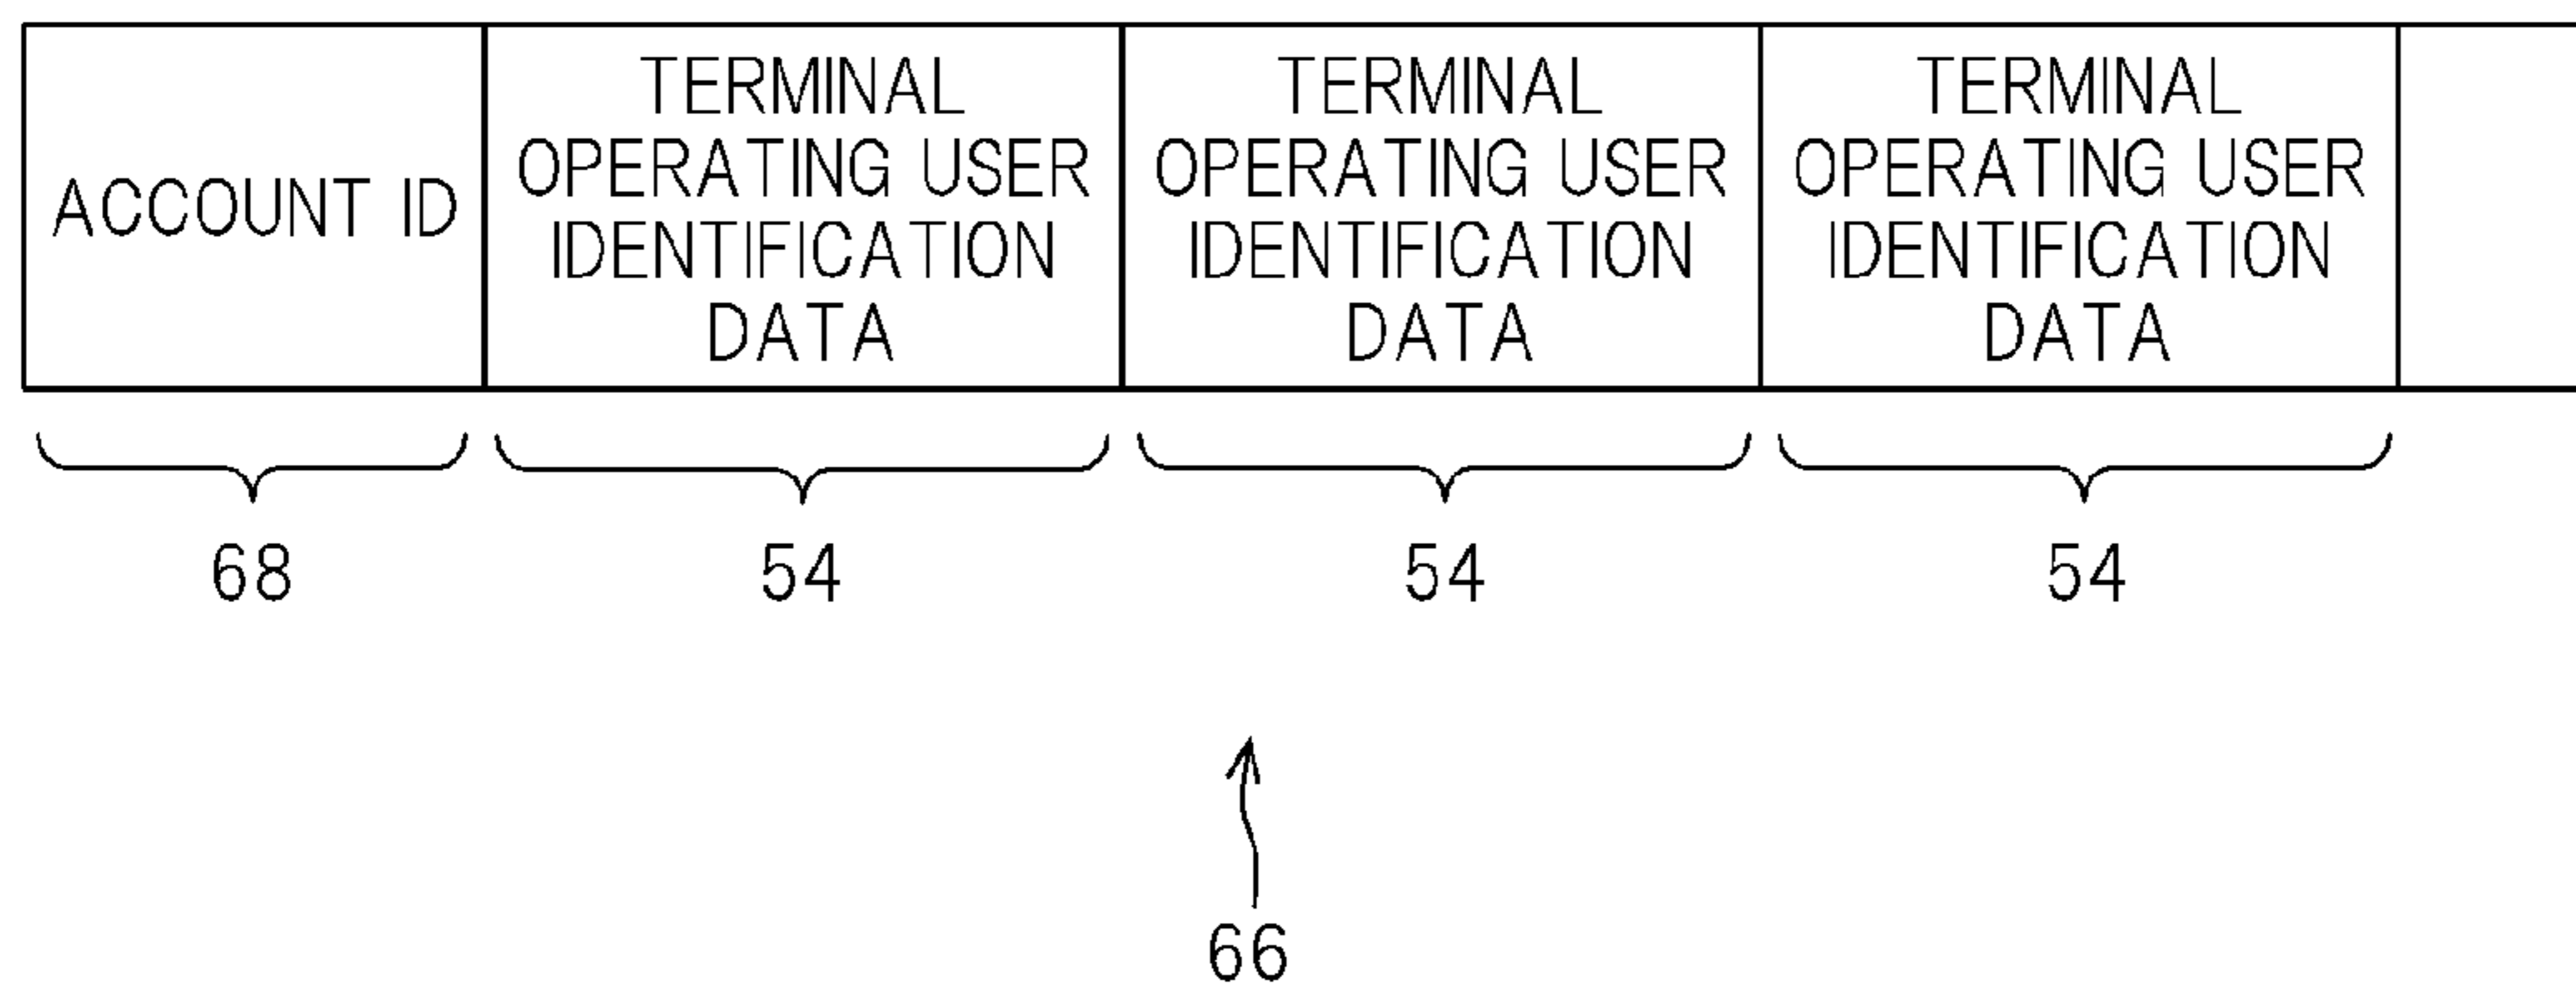 ACCOUNT ID
TERMINAL
OPERATING USER
IDENTIFICATION
DATA
TERMINAL
OPERATING USER
IDENTIFICATION
DATA
TERMINAL
OPERATING USER
IDENTIFICATION
DATA
68
54
54
54
66